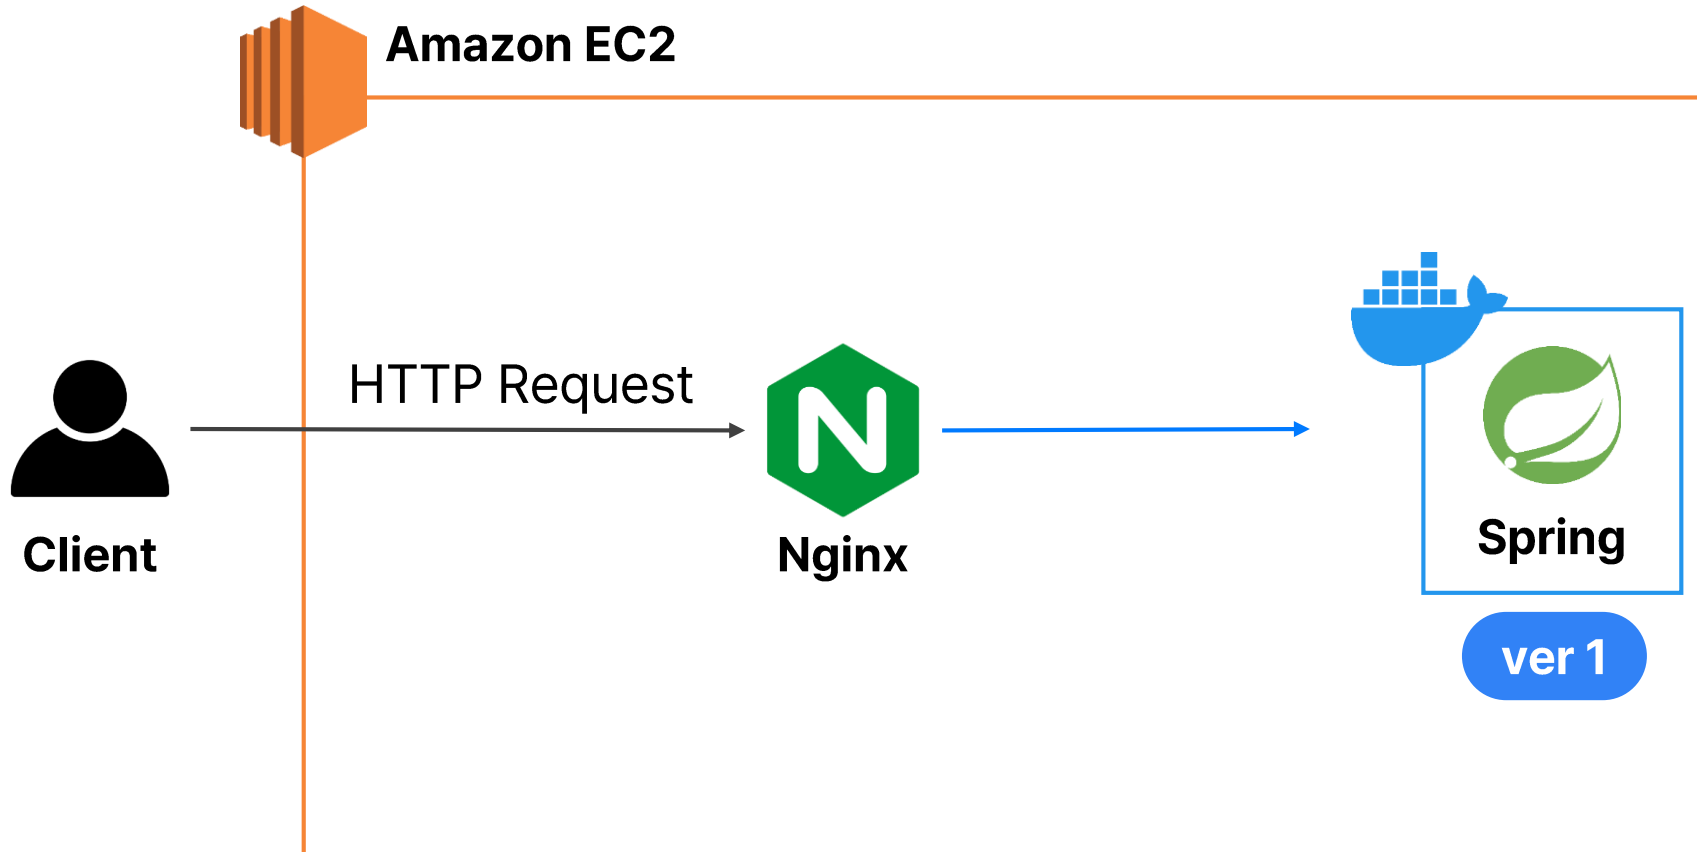 Amazon EC2
HTTP Request
Client
Nginx
Spring
ver 1